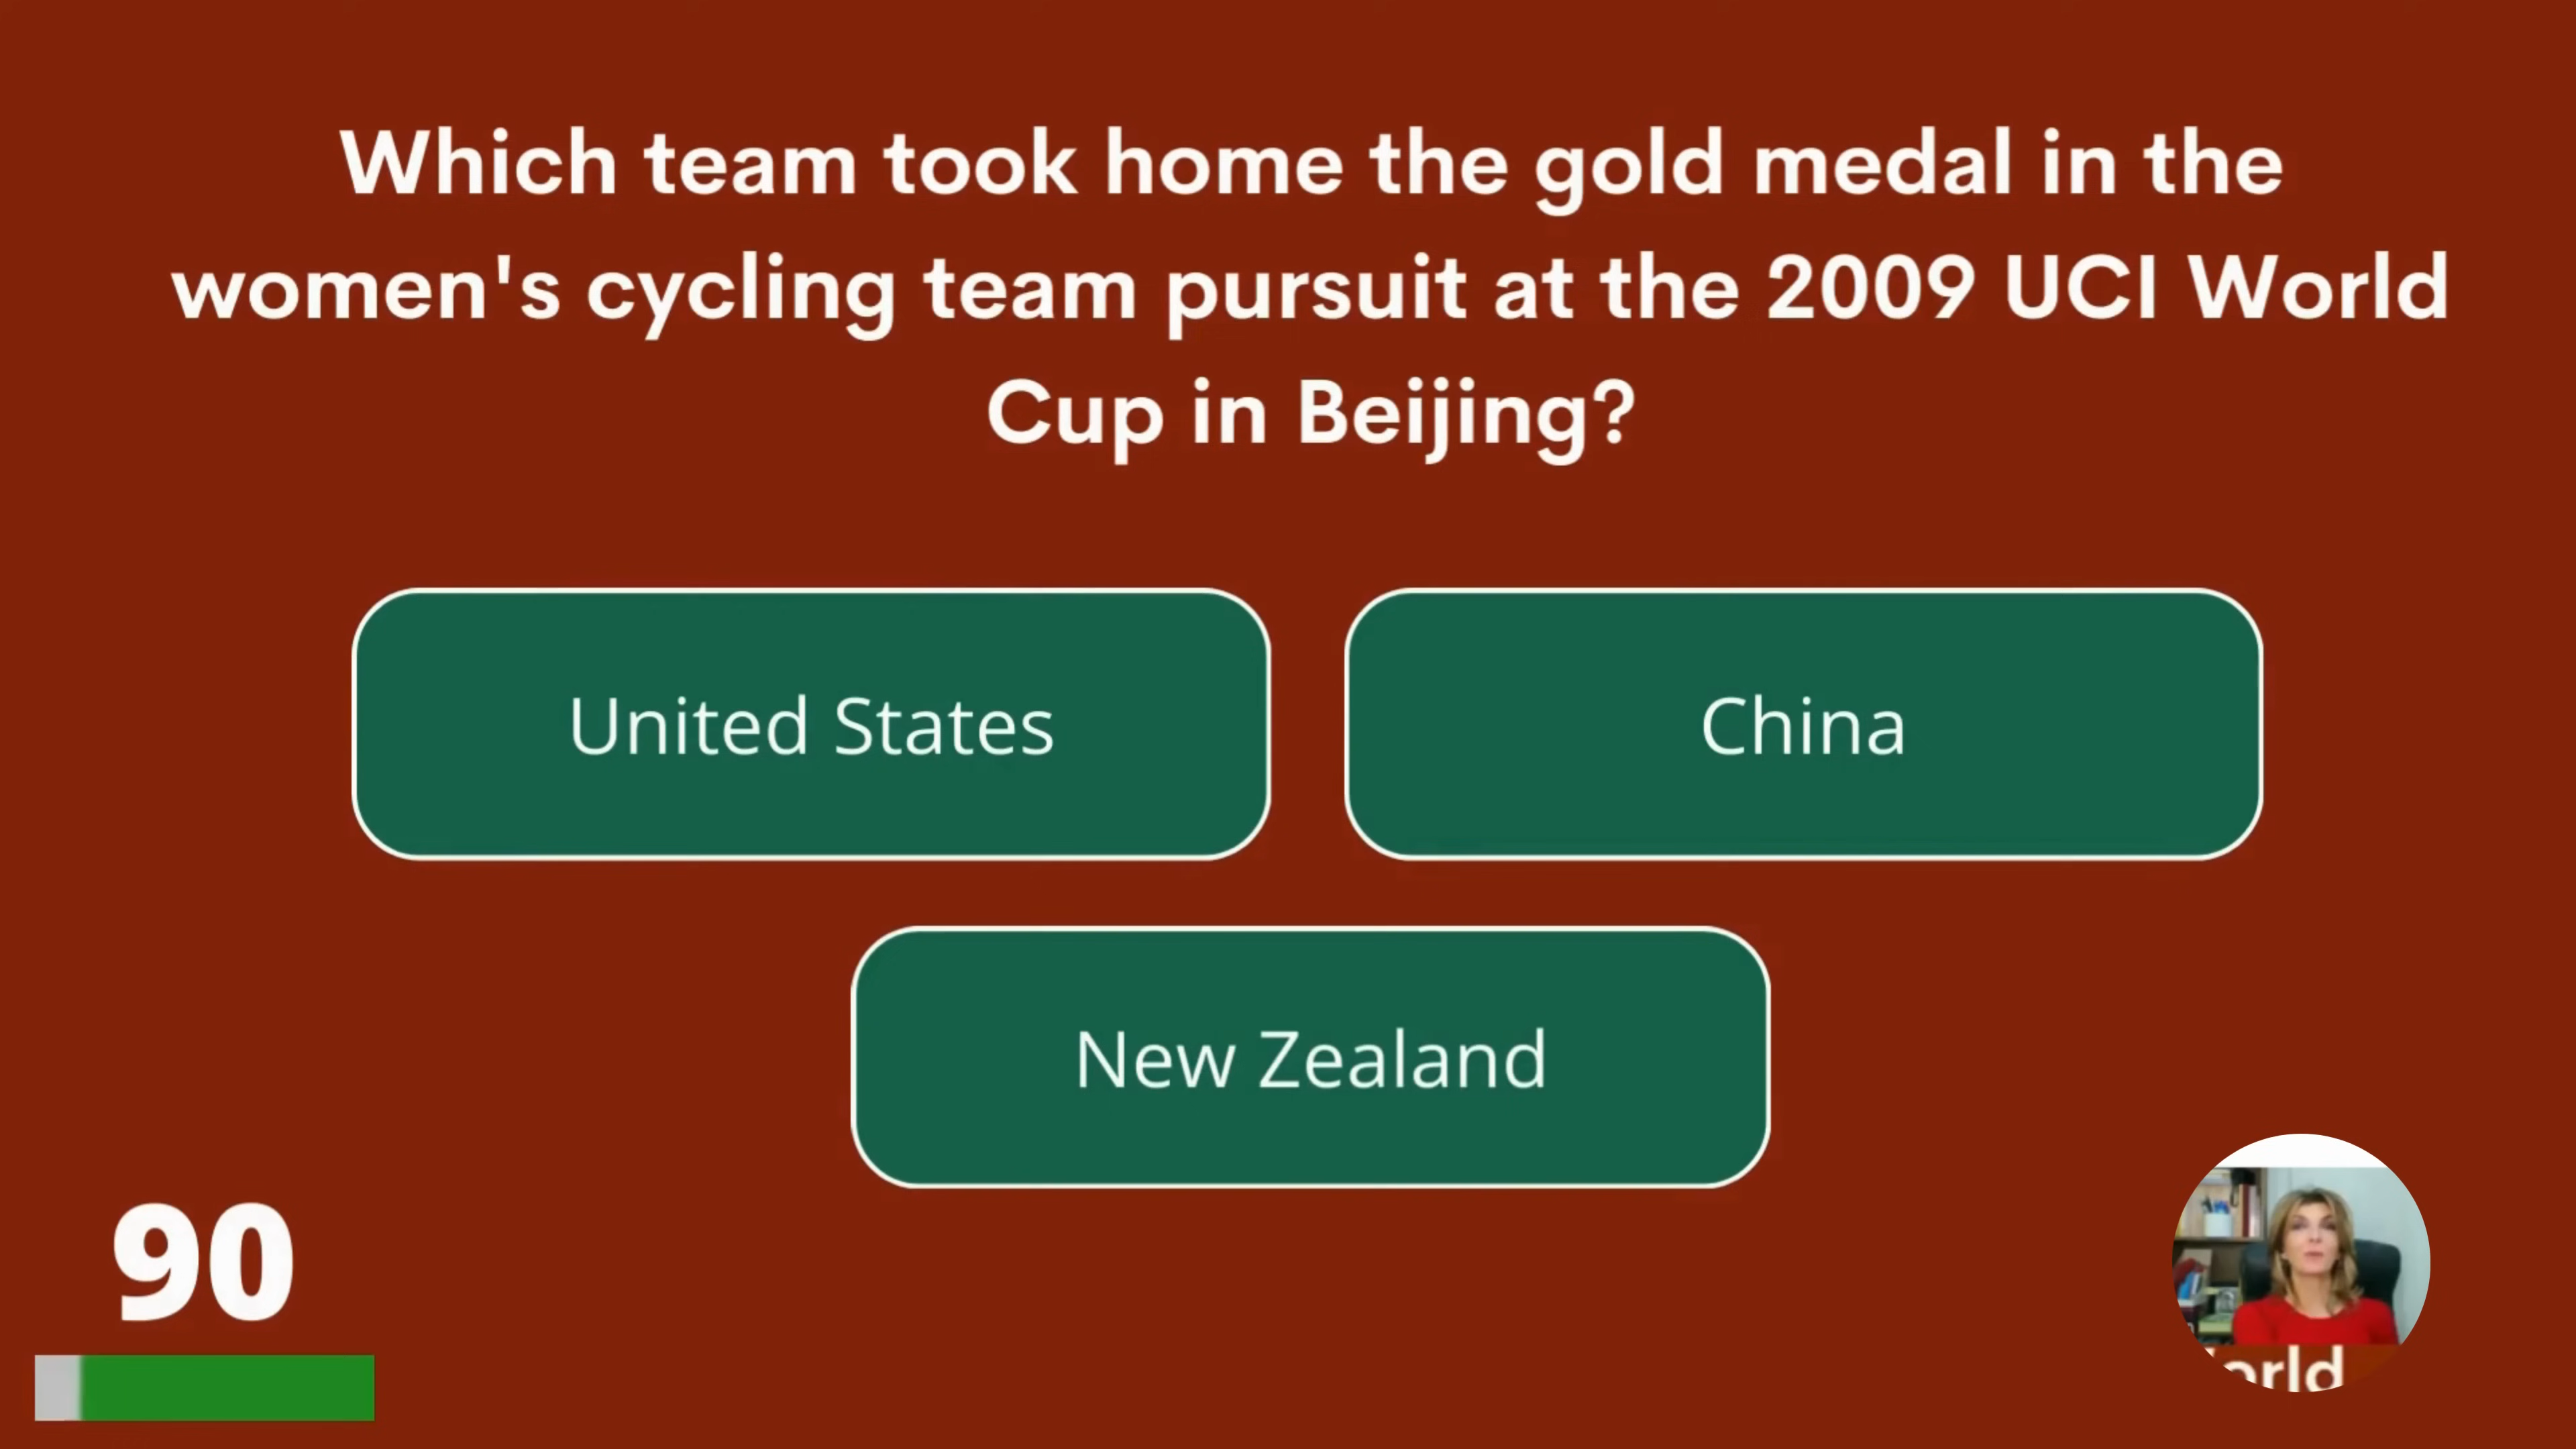 Which team took home the gold medal in the
women's cycling team pursuit at the 2009 UCI World
Cup in Beijing?
United States
China
New Zealand
90
orld